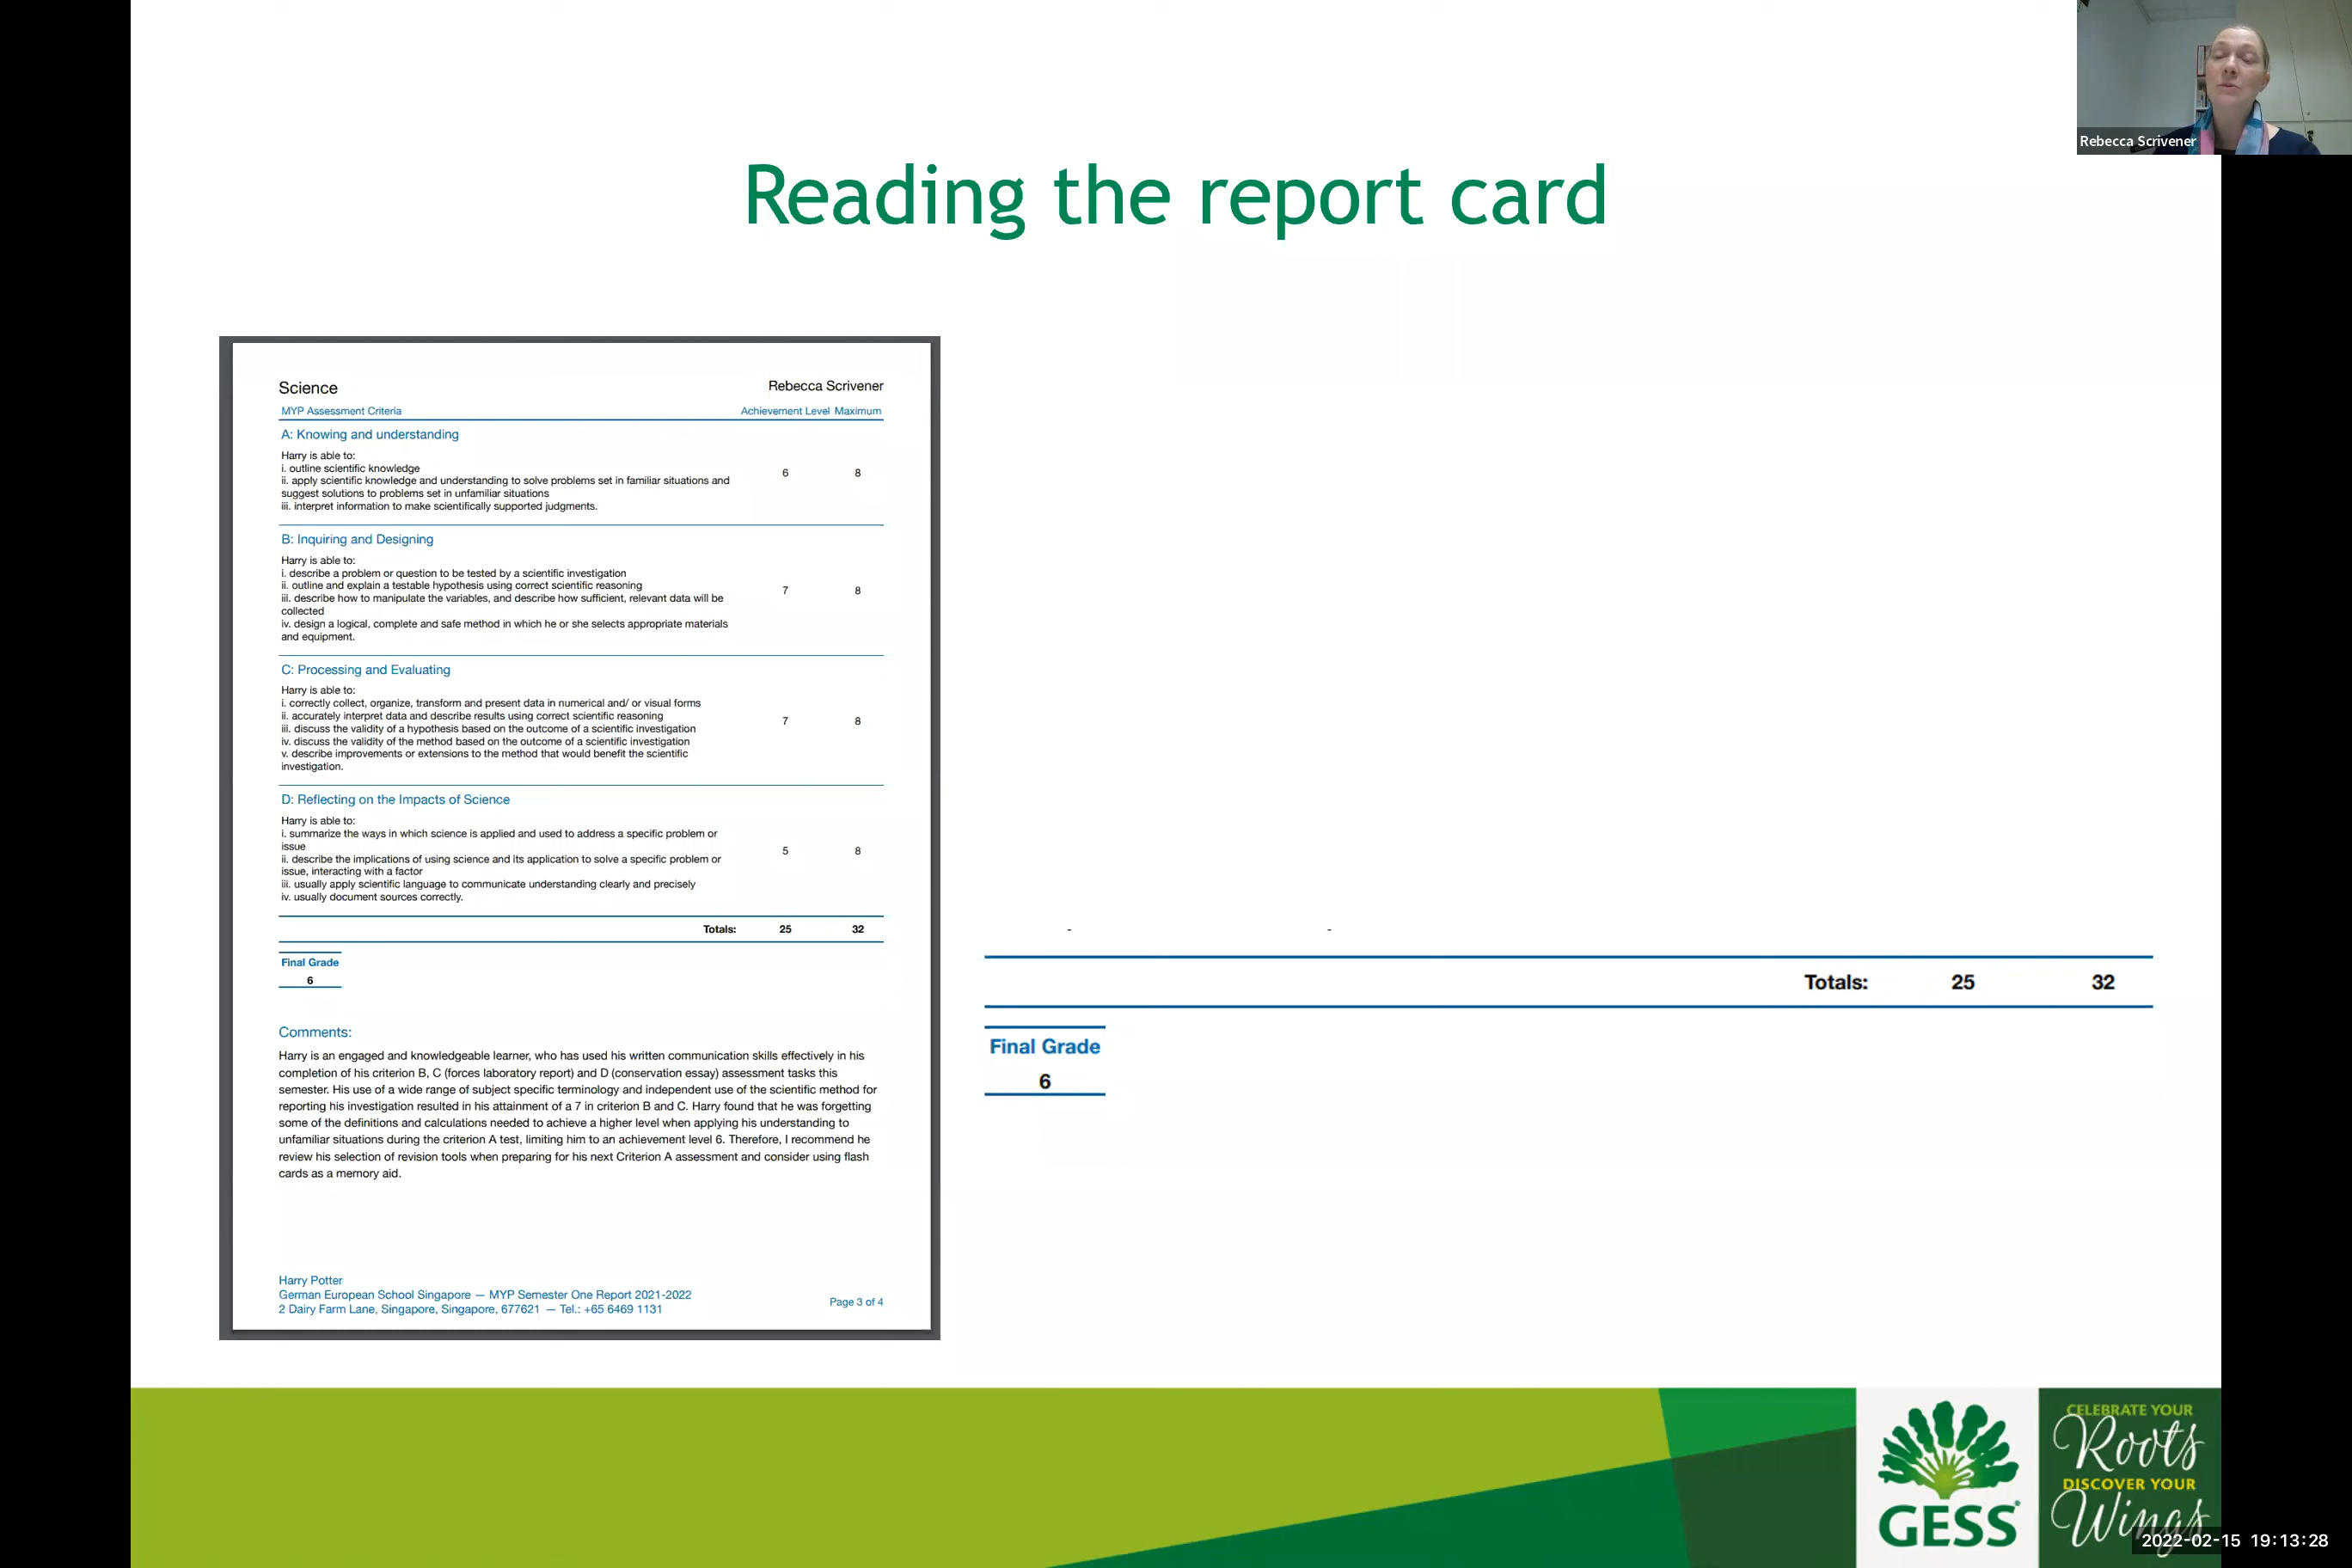 Rebecca Scrivener
Reading the report card
Science
Rebecca Scrivener
MYP Assessment Criteria Achievement Level Maximum
A: Knowing and understanding
Harry is able to:
i. outline scientific knowledge
6 8
ii. apply scientific knowledge and understanding to solve problems set in familiar situations and
suggest solutions to problems set in unfamiliar situations
iii. interpret information to make scientifically supported judgments.
B: Inquiring and Designing
Harry is able to:
i. describe a problem or question to be tested by a scientific investigation
ii. outline and explain a testable hypothesis using correct scientific reasoning
7 8
iii. describe how to manipulate the variables, and describe how sufficient, relevant data will be
collected
iv. design a logical, complete and safe method in which he or she selects appropriate materials
and equipment.
C: Processing and Evaluating
Harry is able to:
i. correctly collect, organize, transform and present data in numerical and/ or visual forms
ii. accurately interpret data and describe results using correct scientific reasoning
7 8
iii. discuss the validity of a hypothesis based on the outcome of a scientific investigation
iv. discuss the validity of the method based on the outcome of a scientific investigation
v. describe improvements or extensions to the method that would benefit the scientific
investigation.
D: Reflecting on the Impacts of Science
Harry is able to:
i. summarize the ways in which science is applied and used to address a specific problem or
issue
5 8
ii. describe the implications of using science and its application to solve a specific problem or
issue, interacting with a factor
iii. usually apply scientific language to communicate understanding clearly and precisely
iv. usually document sources correctly.
Totals: 25 32
Final Grade
6
Comments:
Harry is an engaged and knowledgeable learner, who has used his written communication skills effectively in his
completion of his criterion B, C (forces laboratory report) and D (conservation essay) assessment tasks this
semester. His use of a wide range of subject specific terminology and independent use of the scientific method for
reporting his investigation resulted in his attainment of a 7 in criterion B and C. Harry found that he was forgetting
some of the definitions and calculations needed to achieve a higher level when applying his understanding to
unfamiliar situations during the criterion A test, limiting him to an achievement level 6. Therefore, I recommend he
review his selection of revision tools when preparing for his next Criterion A assessment and consider using flash
cards as a memory aid.
Harry Potter
German European School Singapore — MYP Semester One Report 2021-2022
2 Dairy Farm Lane, Singapore, Singapore, 677621 — Tel.: +65 6469 1131
Page 3 of 4
Totals: 25 32
Final Grade
6
GESS
CELEBRATE YOUR
Roots
DISCOVER YOUR
Wings
2022-02-15 19:13:28